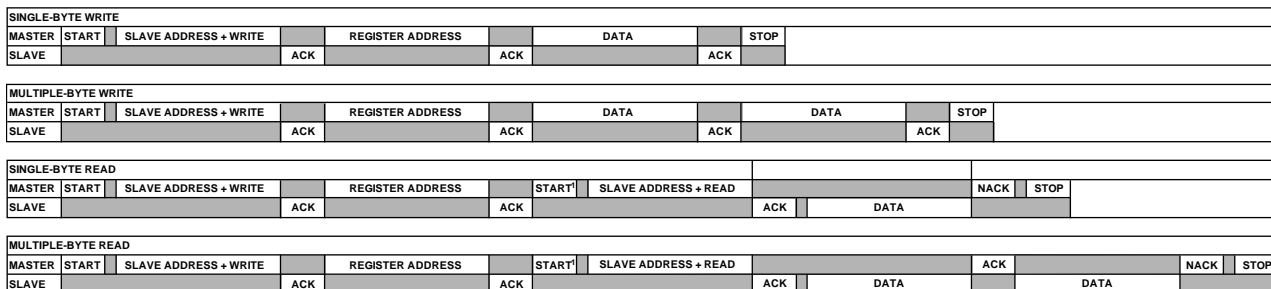 SINGLE-BYTE WRITE
MASTER START SLAVE ADDRESS + WRITE REGISTER ADDRESS DATA STOP
SLAVE ACK ACK ACK
MULTIPLE-BYTE WRITE
MASTER START SLAVE ADDRESS + WRITE REGISTER ADDRESS DATA DATA STOP
SLAVE ACK ACK ACK ACK
SINGLE-BYTE READ
MASTER START SLAVE ADDRESS + WRITE REGISTER ADDRESS START¹ SLAVE ADDRESS + READ NACK STOP
SLAVE ACK ACK ACK DATA
MULTIPLE-BYTE READ
MASTER START SLAVE ADDRESS + WRITE REGISTER ADDRESS START¹ SLAVE ADDRESS + READ ACK NACK STOP
SLAVE ACK ACK ACK DATA DATA